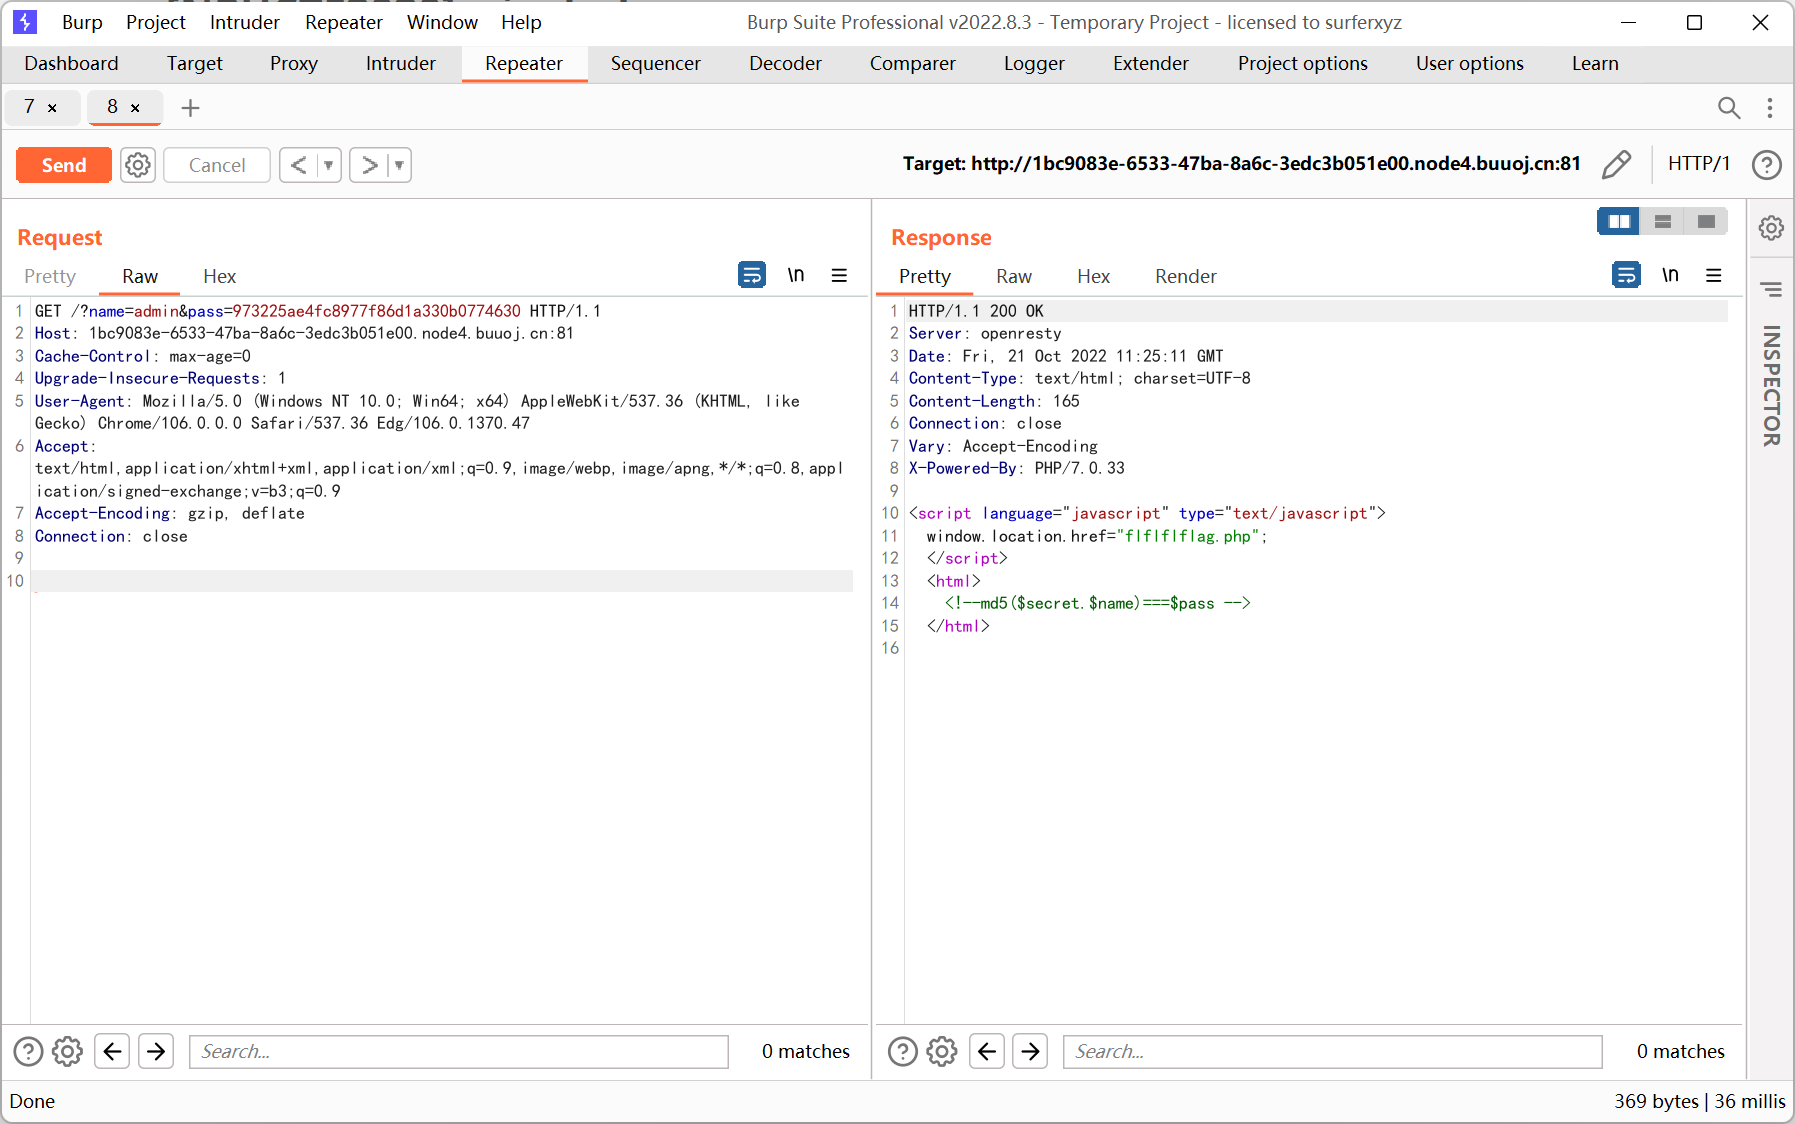 Burp Project Intruder Repeater Window Help Burp Suite Professional v2022.8.3 - Temporary Project - licensed to surferxyz
Dashboard Target Proxy Intruder Repeater Sequencer Decoder Comparer Logger Extender Project options User options Learn
7 × 8 × +
Send Cancel < ▼ > ▼ Target: http://1bc9083e-6533-47ba-8a6c-3edc3b051e00.node4.buuoj.cn:81 HTTP/1 ?
Request
Pretty Raw Hex \n
1 GET /?name=admin&pass=973225ae4fc8977f86d1a330b0774630 HTTP/1.1
2 Host: 1bc9083e-6533-47ba-8a6c-3edc3b051e00.node4.buuoj.cn:81
3 Cache-Control: max-age=0
4 Upgrade-Insecure-Requests: 1
5 User-Agent: Mozilla/5.0 (Windows NT 10.0; Win64; x64) AppleWebKit/537.36 (KHTML, like
Gecko) Chrome/106.0.0.0 Safari/537.36 Edg/106.0.1370.47
6 Accept:
text/html,application/xhtml+xml,application/xml;q=0.9,image/webp,image/apng,*/*;q=0.8,appl
ication/signed-exchange;v=b3;q=0.9
7 Accept-Encoding: gzip, deflate
8 Connection: close
9
10
? Search... 0 matches
Response
Pretty Raw Hex Render \n
1 HTTP/1.1 200 OK
2 Server: openresty
3 Date: Fri, 21 Oct 2022 11:25:11 GMT
4 Content-Type: text/html; charset=UTF-8
5 Content-Length: 165
6 Connection: close
7 Vary: Accept-Encoding
8 X-Powered-By: PHP/7.0.33
9
10 <script language="javascript" type="text/javascript">
11 window.location.href="flflflflag.php";
12 </script>
13 <html>
14 <!--md5($secret.$name)===$pass -->
15 </html>
16
? Search... 0 matches
INSPECTOR
Done 369 bytes | 36 millis